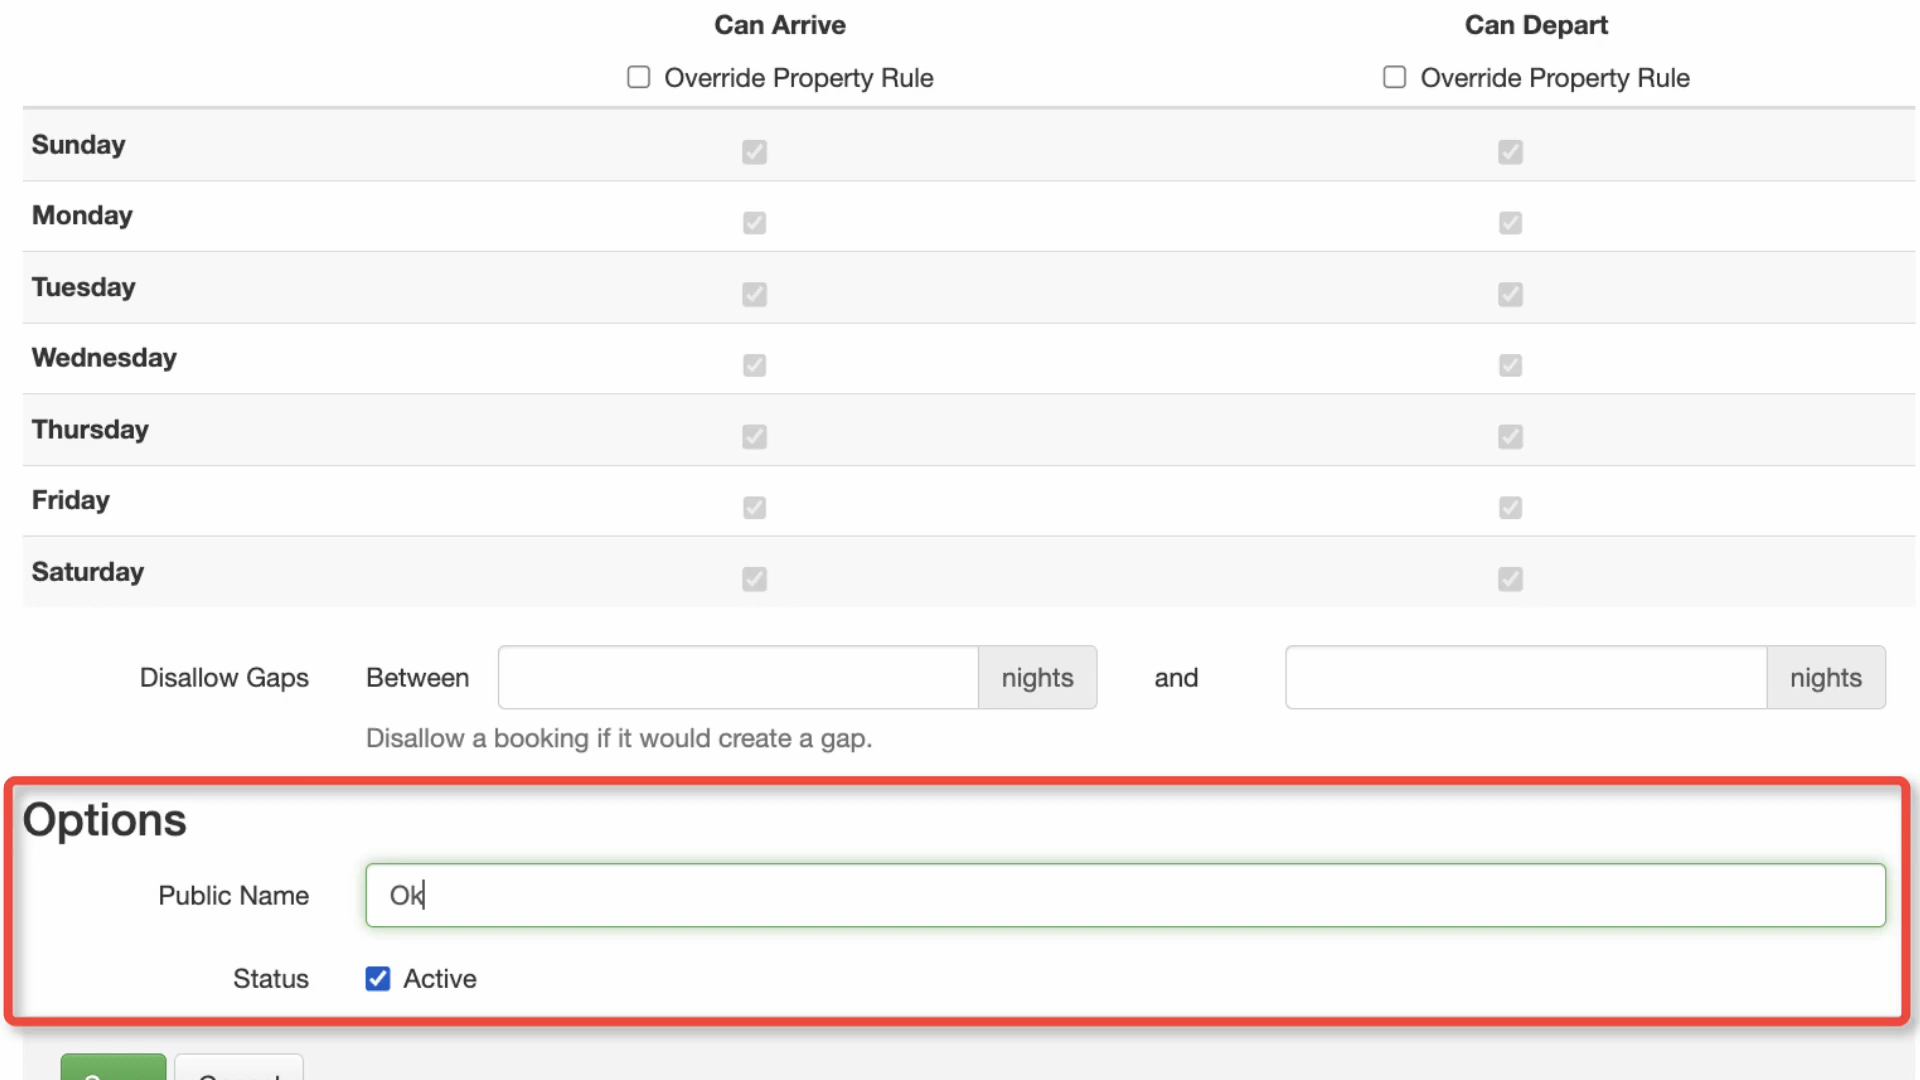 Can Arrive Can Depart
Override Property Rule Override Property Rule
Sunday
Monday
Tuesday
Wednesday
Thursday
Friday
Saturday
Disallow Gaps Between nights and nights
Disallow a booking if it would create a gap.
Options
Public Name Ok
Status Active